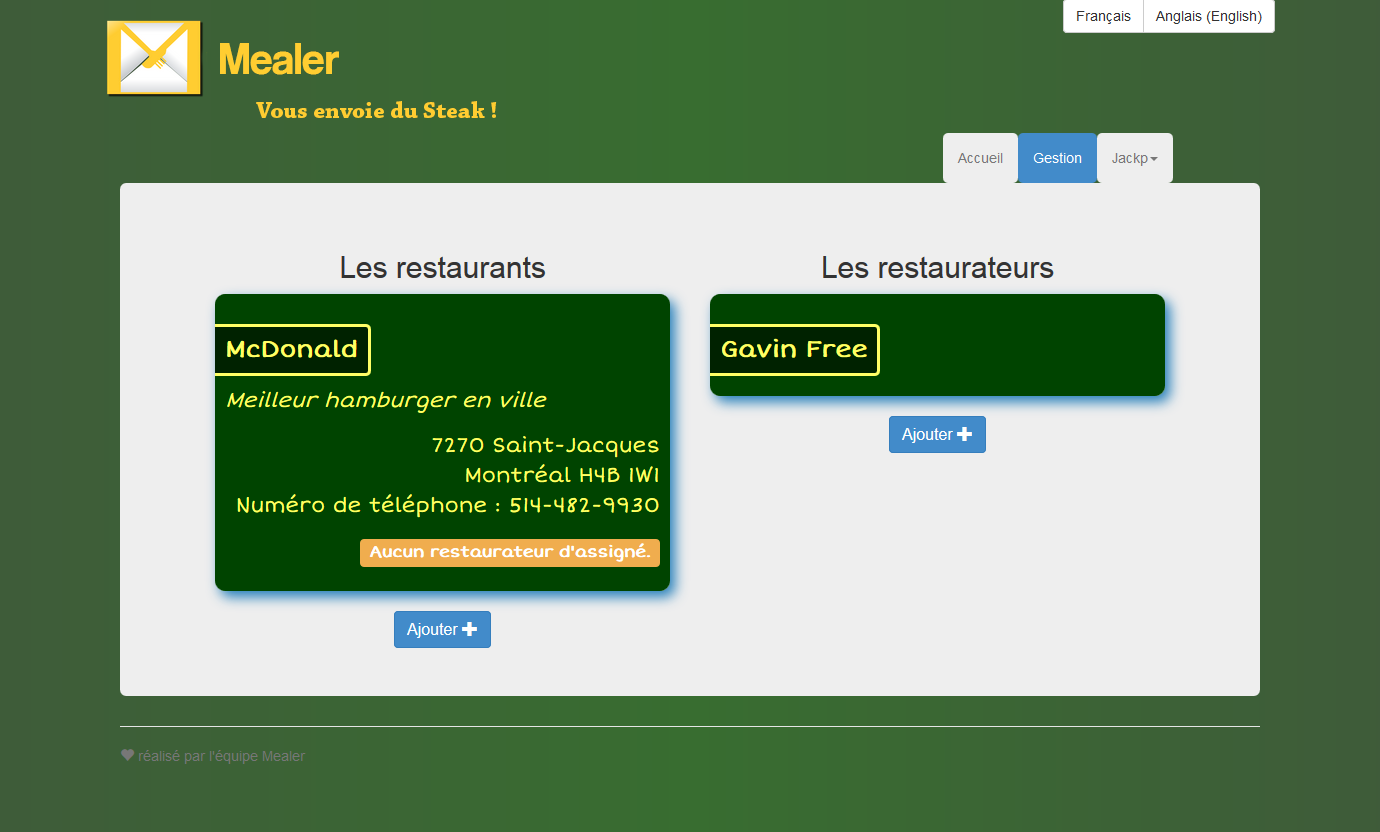 Français
Anglais (English)
Mealer
Vous envoie du Steak !
Accueil
Gestion
Jackp
Les restaurants
McDonald
Meilleur hamburger en ville
7270 Saint-Jacques
Montréal H4B 1W1
Numéro de téléphone : 514-482-9930
Aucun restaurateur d'assigné.
Ajouter
Les restaurateurs
Gavin Free
Ajouter
réalisé par l'équipe Mealer